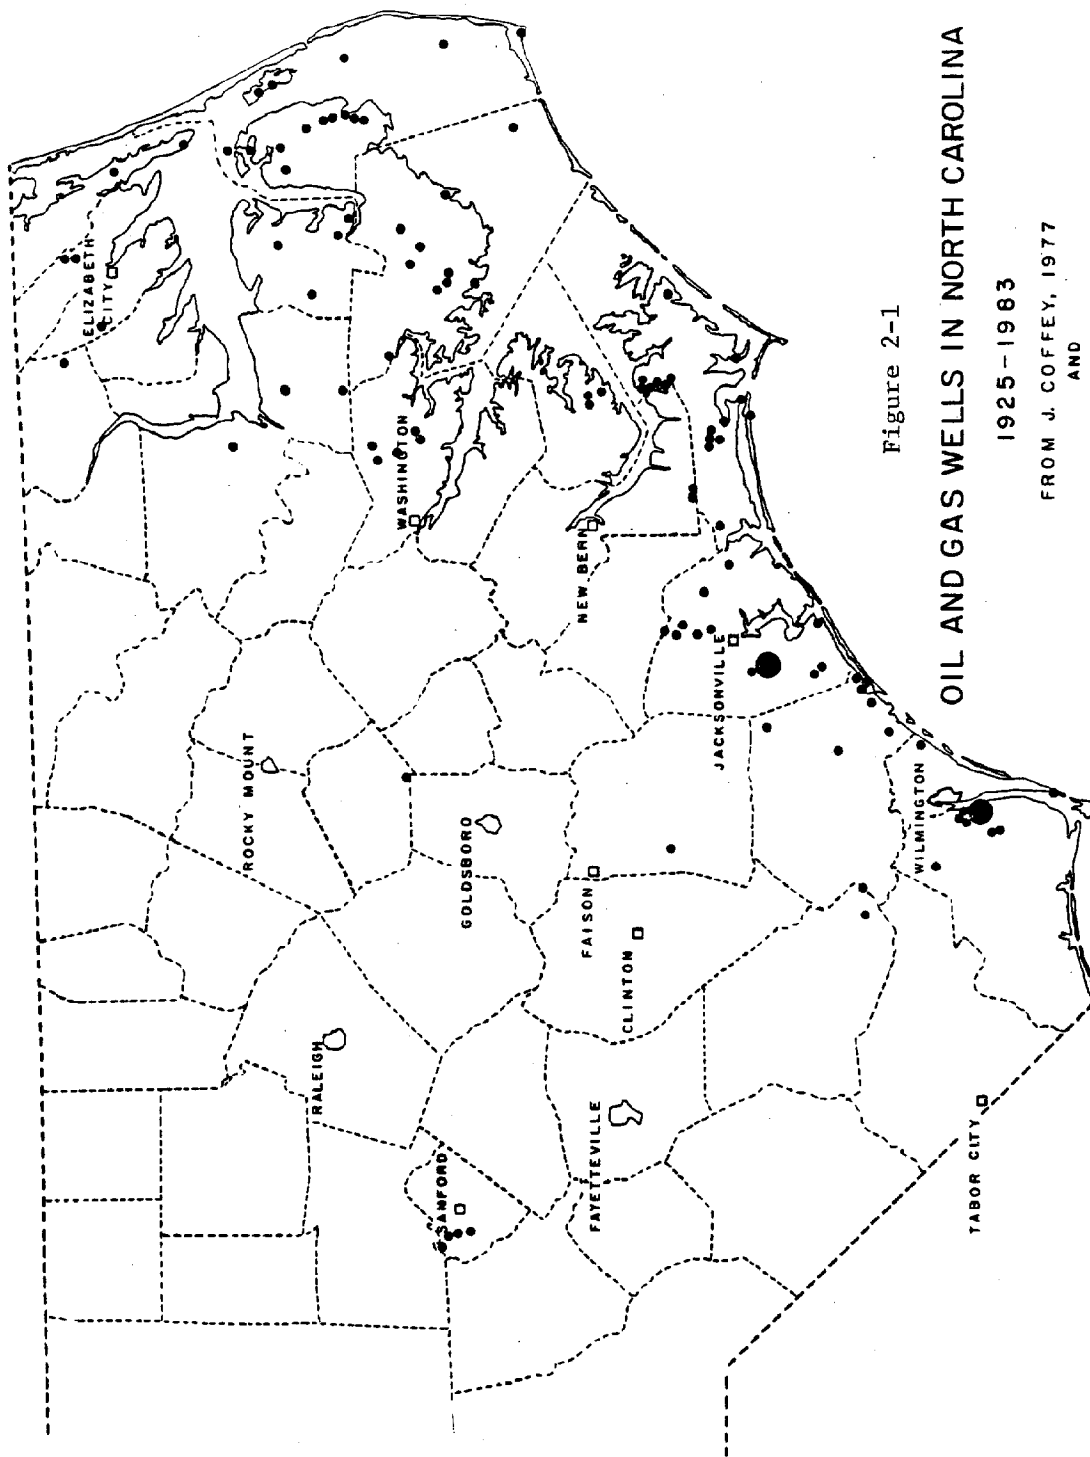 ELIZABETH
CITY
WASHINGTON
ROCKY MOUNT
NEW BERN
GOLDSBORO
RALEIGH
JACKSONVILLE
FAISON
CLINTON
SANFORD
WILMINGTON
FAYETTEVILLE
TABOR CITY
Figure 2-1
OIL AND GAS WELLS IN NORTH CAROLINA
1925-1983
FROM J. COFFEY, 1977
AND